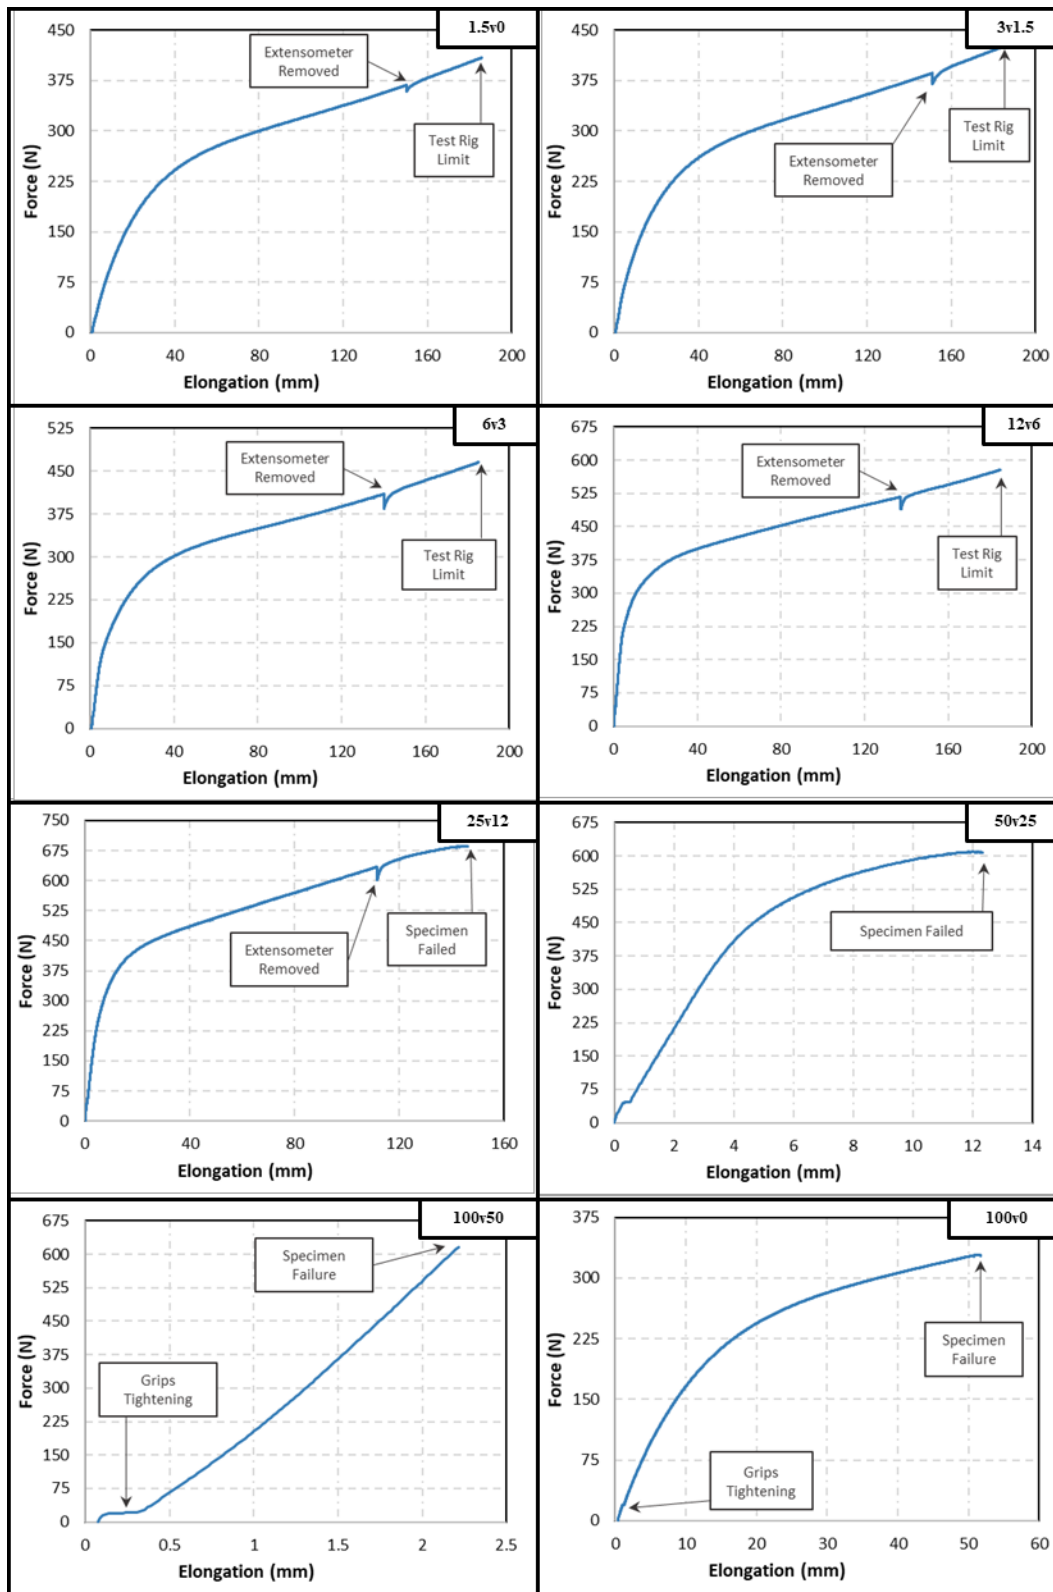 1.5v0
450
375
300
225
150
75
0
Force (N)
Extensometer
Removed
Test Rig
Limit
0 40 80 120 160 200
Elongation (mm)
3v1.5
450
375
300
225
150
75
0
Force (N)
Extensometer
Removed
Test Rig
Limit
0 40 80 120 160 200
Elongation (mm)
6v3
525
450
375
300
225
150
75
0
Force (N)
Extensometer
Removed
Test Rig
Limit
0 40 80 120 160 200
Elongation (mm)
12v6
675
600
525
450
375
300
225
150
75
0
Force (N)
Extensometer
Removed
Test Rig
Limit
0 40 80 120 160 200
Elongation (mm)
25v12
750
675
600
525
450
375
300
225
150
75
0
Force (N)
Extensometer
Removed
Specimen
Failed
0 40 80 120 160
Elongation (mm)
50v25
675
600
525
450
375
300
225
150
75
0
Force (N)
Specimen Failed
0 2 4 6 8 10 12 14
Elongation (mm)
100v50
675
600
525
450
375
300
225
150
75
0
Force (N)
Specimen
Failure
Grips
Tightening
0 0.5 1 1.5 2 2.5
Elongation (mm)
100v0
375
300
225
150
75
0
Force (N)
Specimen
Failure
Grips
Tightening
0 10 20 30 40 50 60
Elongation (mm)